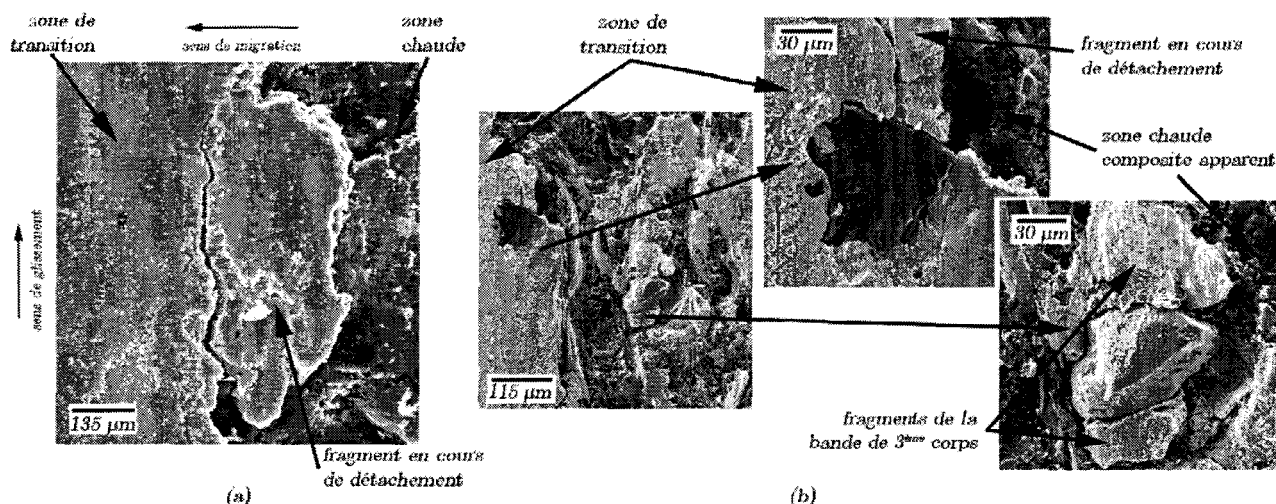 zone de
transition
sens de migration
zone
chaude
sens de glissement
135 μm
fragment en cours
de détachement
(a)
zone de
transition
115 μm
30 μm
fragment en cours
de détachement
zone chaude
composite apparent
30 μm
fragments de la
bande de 3ème corps
(b)